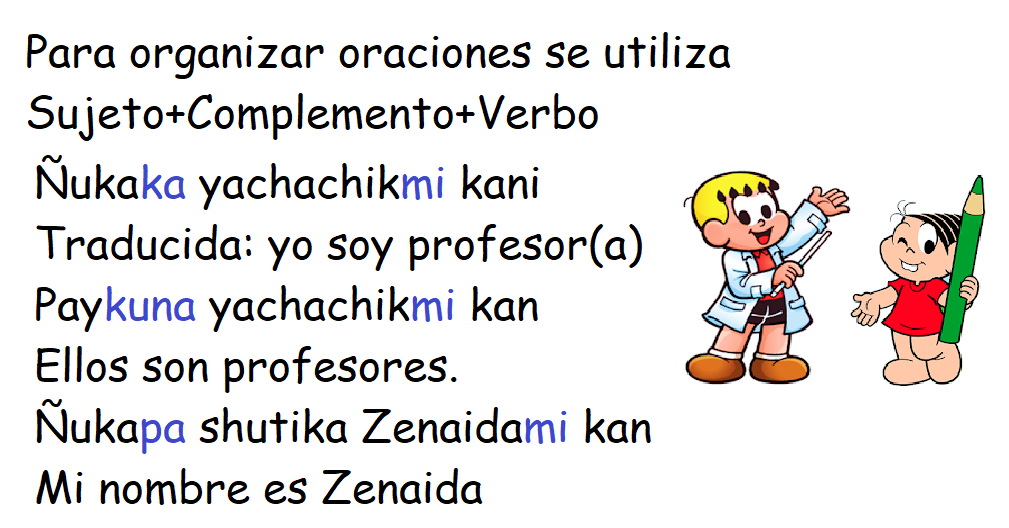 Para organizar oraciones se utiliza
Sujeto+Complemento+Verbo
Ñukaka yachachikmi kani
Traducida: yo soy profesor(a)
Paykuna yachachikmi kan
Ellos son profesores.
Ñukapa shutika Zenaidami kan
Mi nombre es Zenaida